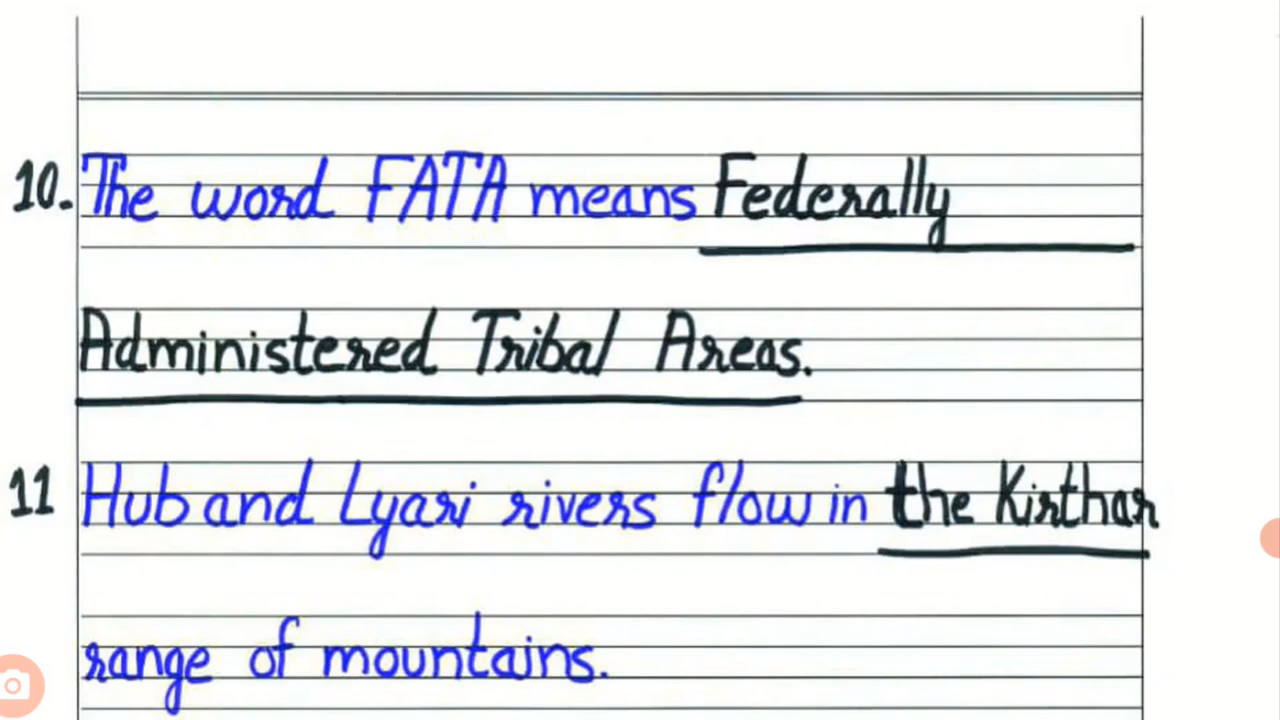 10. The word FATA means Federally
Administered Tribal Areas.
11 Hub and Lyari rivers flow in the Kirthar
range of mountains.